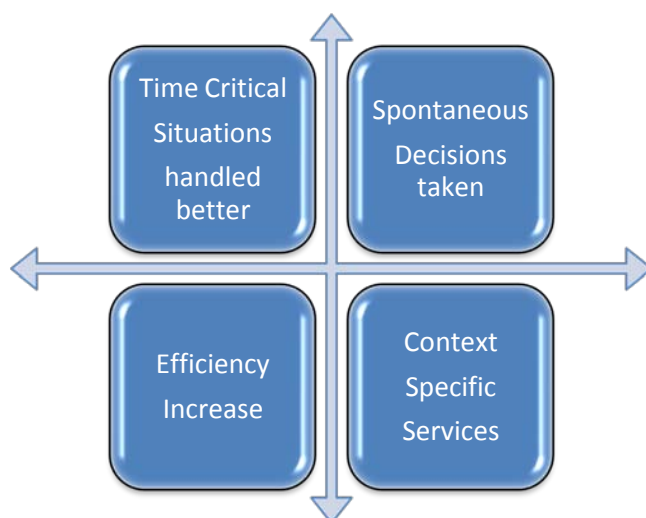 Time Critical
Situations
handled
better
Spontaneous
Decisions
taken
Efficiency
Increase
Context
Specific
Services